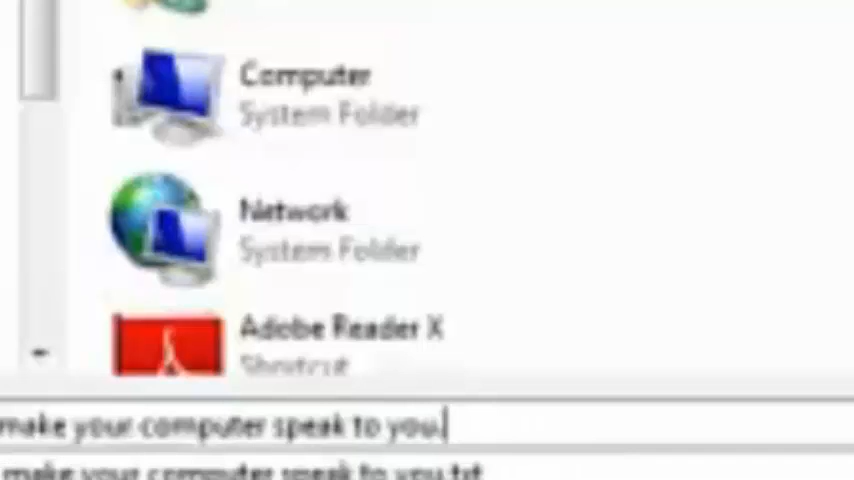 Computer
System Folder
Network
System Folder
Adobe Reader X
Shortcut
make your computer speak to you.
make your computer speak to you.txt